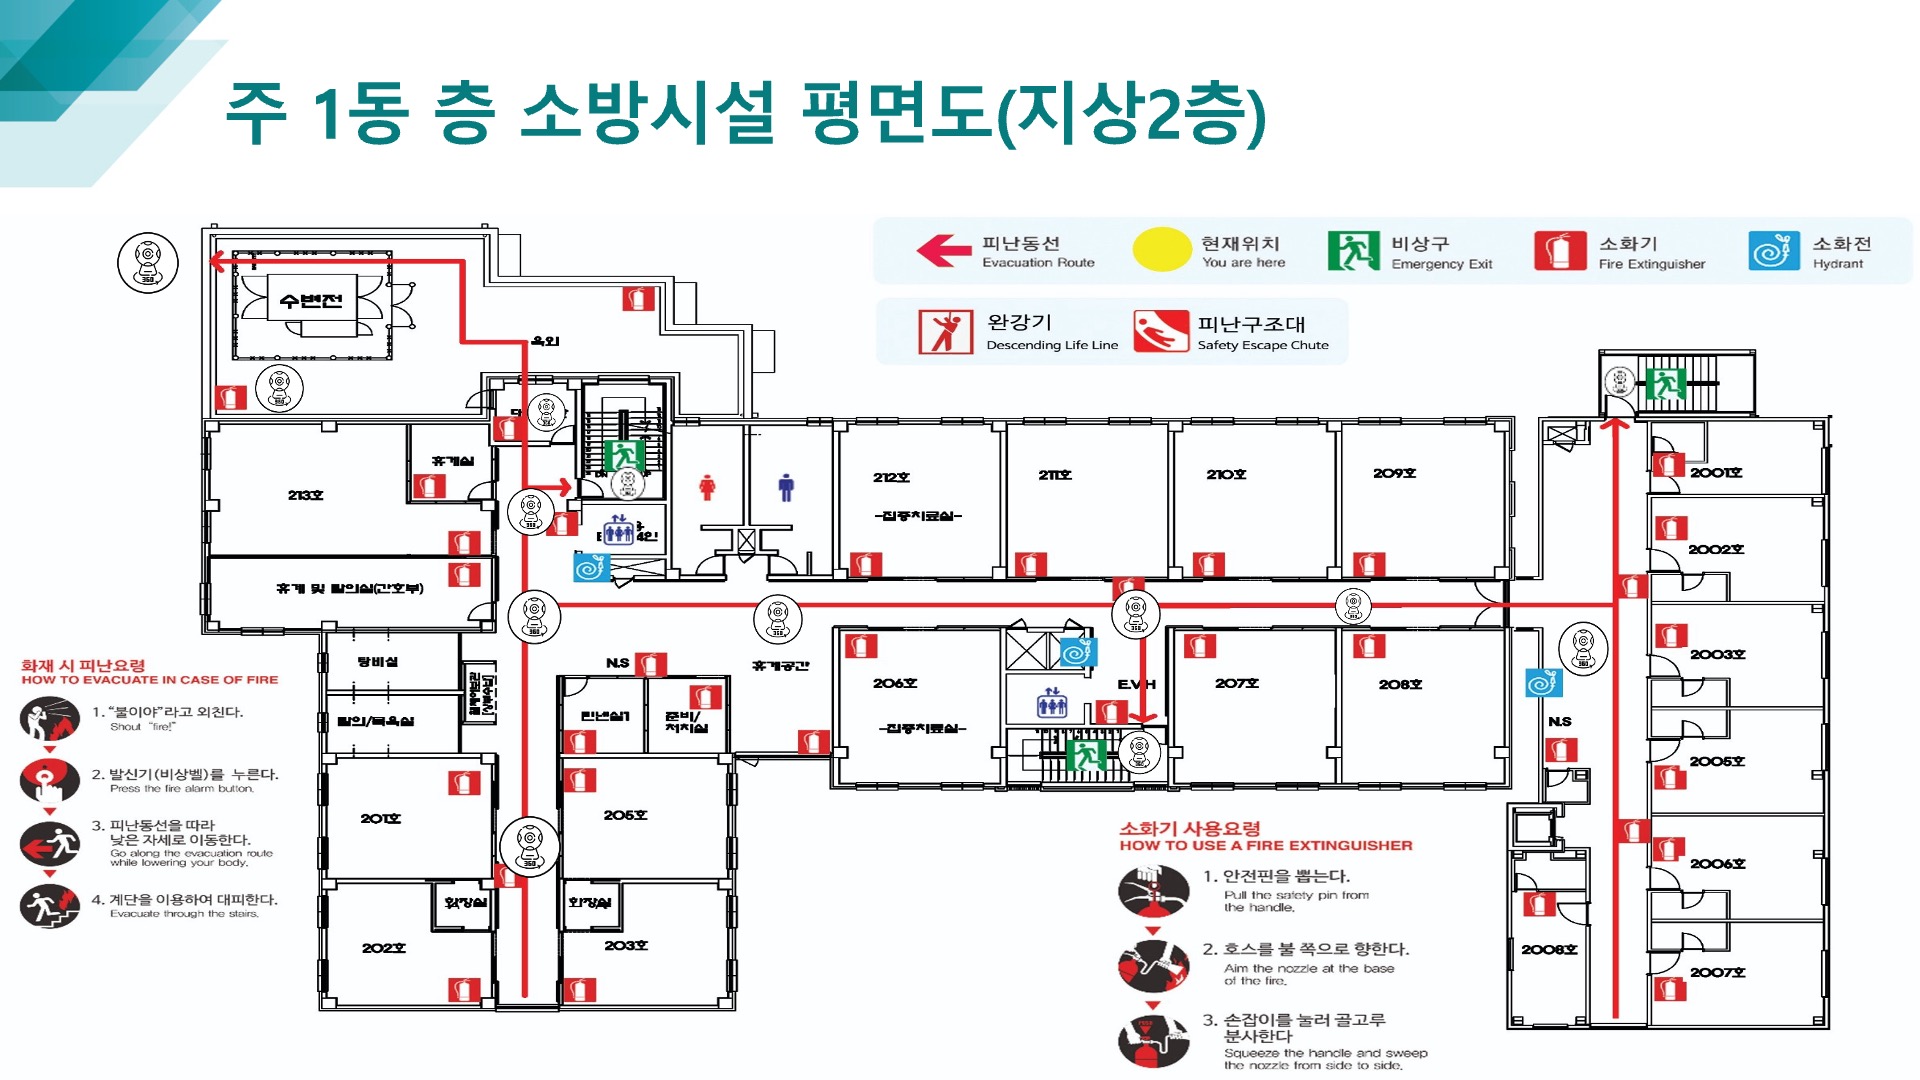 주 1동 층 소방시설 평면도(지상2층)
피난동선
Evacuation Route
현재위치
You are here
비상구
Emergency Exit
소화기
Fire Extinguisher
소화전
Hydrant
완강기
Descending Life Line
피난구조대
Safety Escape Chute
수변전
옥외
휴게실
213호
212호
-집중치료실-
211호
210호
209호
2001호
2002호
휴게 및 탈의실(간호부)
2003호
탕비실
N.S
휴게공간
206호
E.V
207호
208호
-집중치료실-
탈의/목욕실
린넨실1
준비/
처치실
N.S
2005호
201호
205호
2006호
화장실
화장실
202호
203호
2008호
2007호
화재 시 피난요령
HOW TO EVACUATE IN CASE OF FIRE
1. “불이야”라고 외친다.
Shout “fire!”
2. 발신기(비상벨)를 누른다.
Press the fire alarm button.
3. 피난동선을 따라
낮은 자세로 이동한다.
Go along the evacuation route
while lowering your body.
4. 계단을 이용하여 대피한다.
Evacuate through the stairs.
소화기 사용요령
HOW TO USE A FIRE EXTINGUISHER
1. 안전핀을 뽑는다.
Pull the safety pin from
the handle.
2. 호스를 불 쪽으로 향한다.
Aim the nozzle at the base
of the fire.
3. 손잡이를 눌러 골고루
분사한다
Squeeze the handle and sweep
the nozzle from side to side.